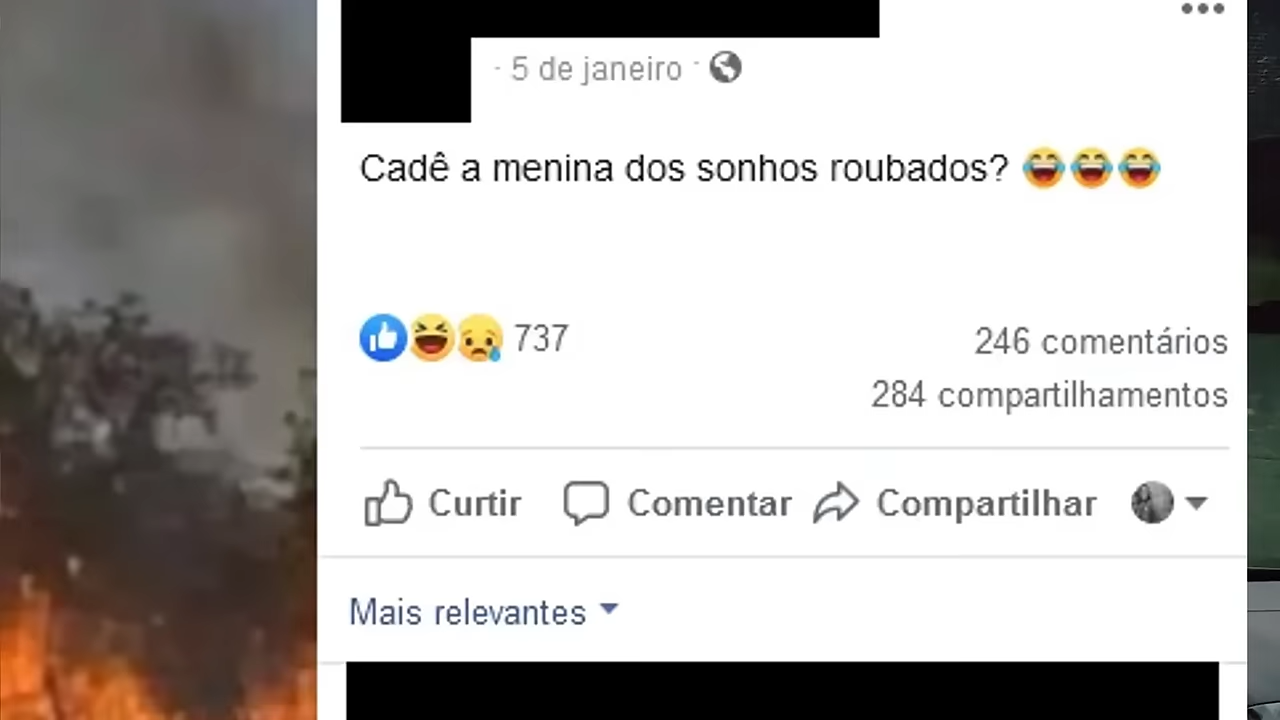 · 5 de janeiro ·
Cadê a menina dos sonhos roubados? 😂😂😂
737
246 comentários
284 compartilhamentos
Curtir Comentar Compartilhar
Mais relevantes